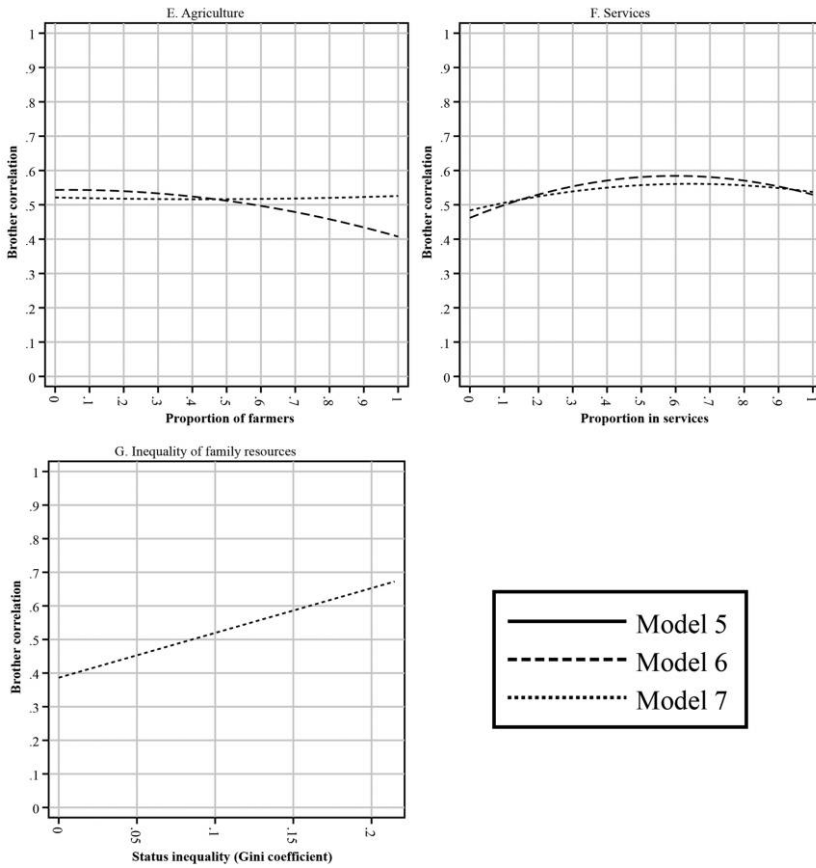 E. Agriculture
1
.9
.8
.7
.6
.5
.4
.3
.2
.1
0
Brother correlation
0 .1 .2 .3 .4 .5 .6 .7 .8 .9 1
Proportion of farmers
F. Services
1
.9
.8
.7
.6
.5
.4
.3
.2
.1
0
Brother correlation
0 .1 .2 .3 .4 .5 .6 .7 .8 .9 1
Proportion in services
G. Inequality of family resources
1
.9
.8
.7
.6
.5
.4
.3
.2
.1
0
Brother correlation
0 .05 .1 .15 .2
Status inequality (Gini coefficient)
Model 5
Model 6
Model 7